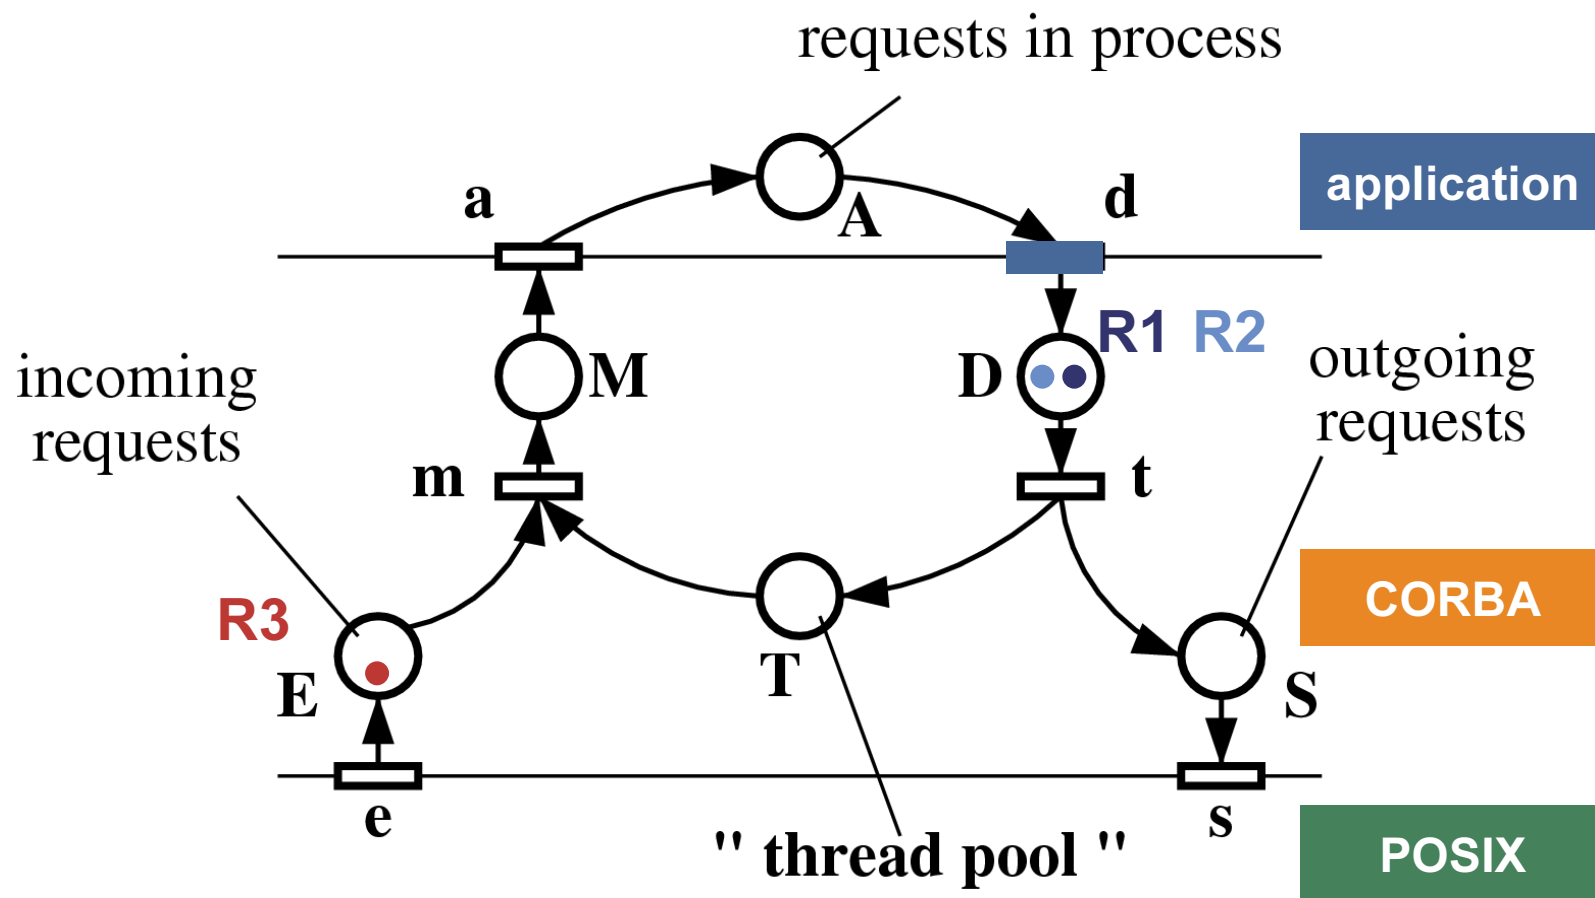 requests in process
application
a
A
d
R1 R2
incoming
requests
M
D
outgoing
requests
m
t
CORBA
R3
E
T
S
e
" thread pool "
s
POSIX